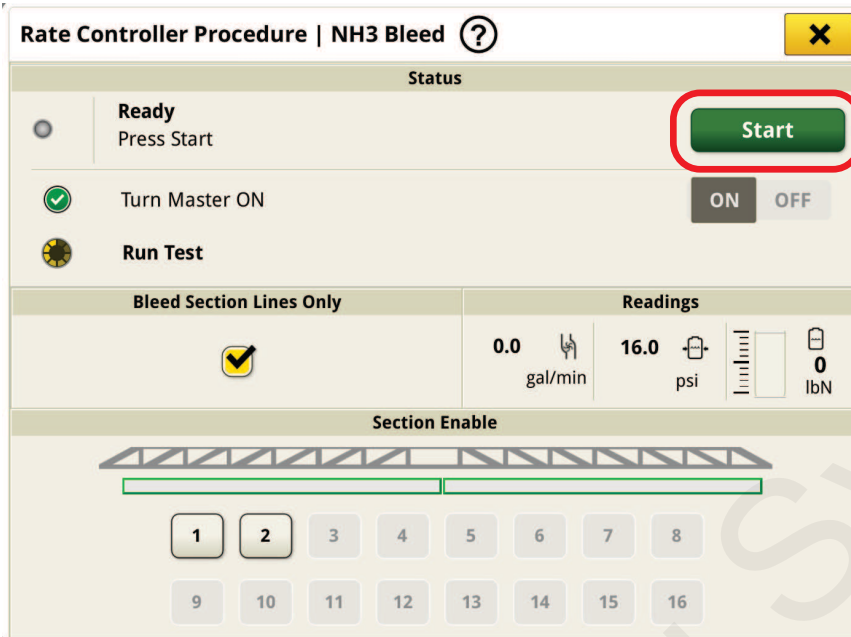 Rate Controller Procedure | NH3 Bleed ?
Status
Ready
Press Start
Start
Turn Master ON
ON OFF
Run Test
Bleed Section Lines Only
Readings
0.0
gal/min
16.0
psi
0
lbN
Section Enable
1 2 3 4 5 6 7 8
9 10 11 12 13 14 15 16